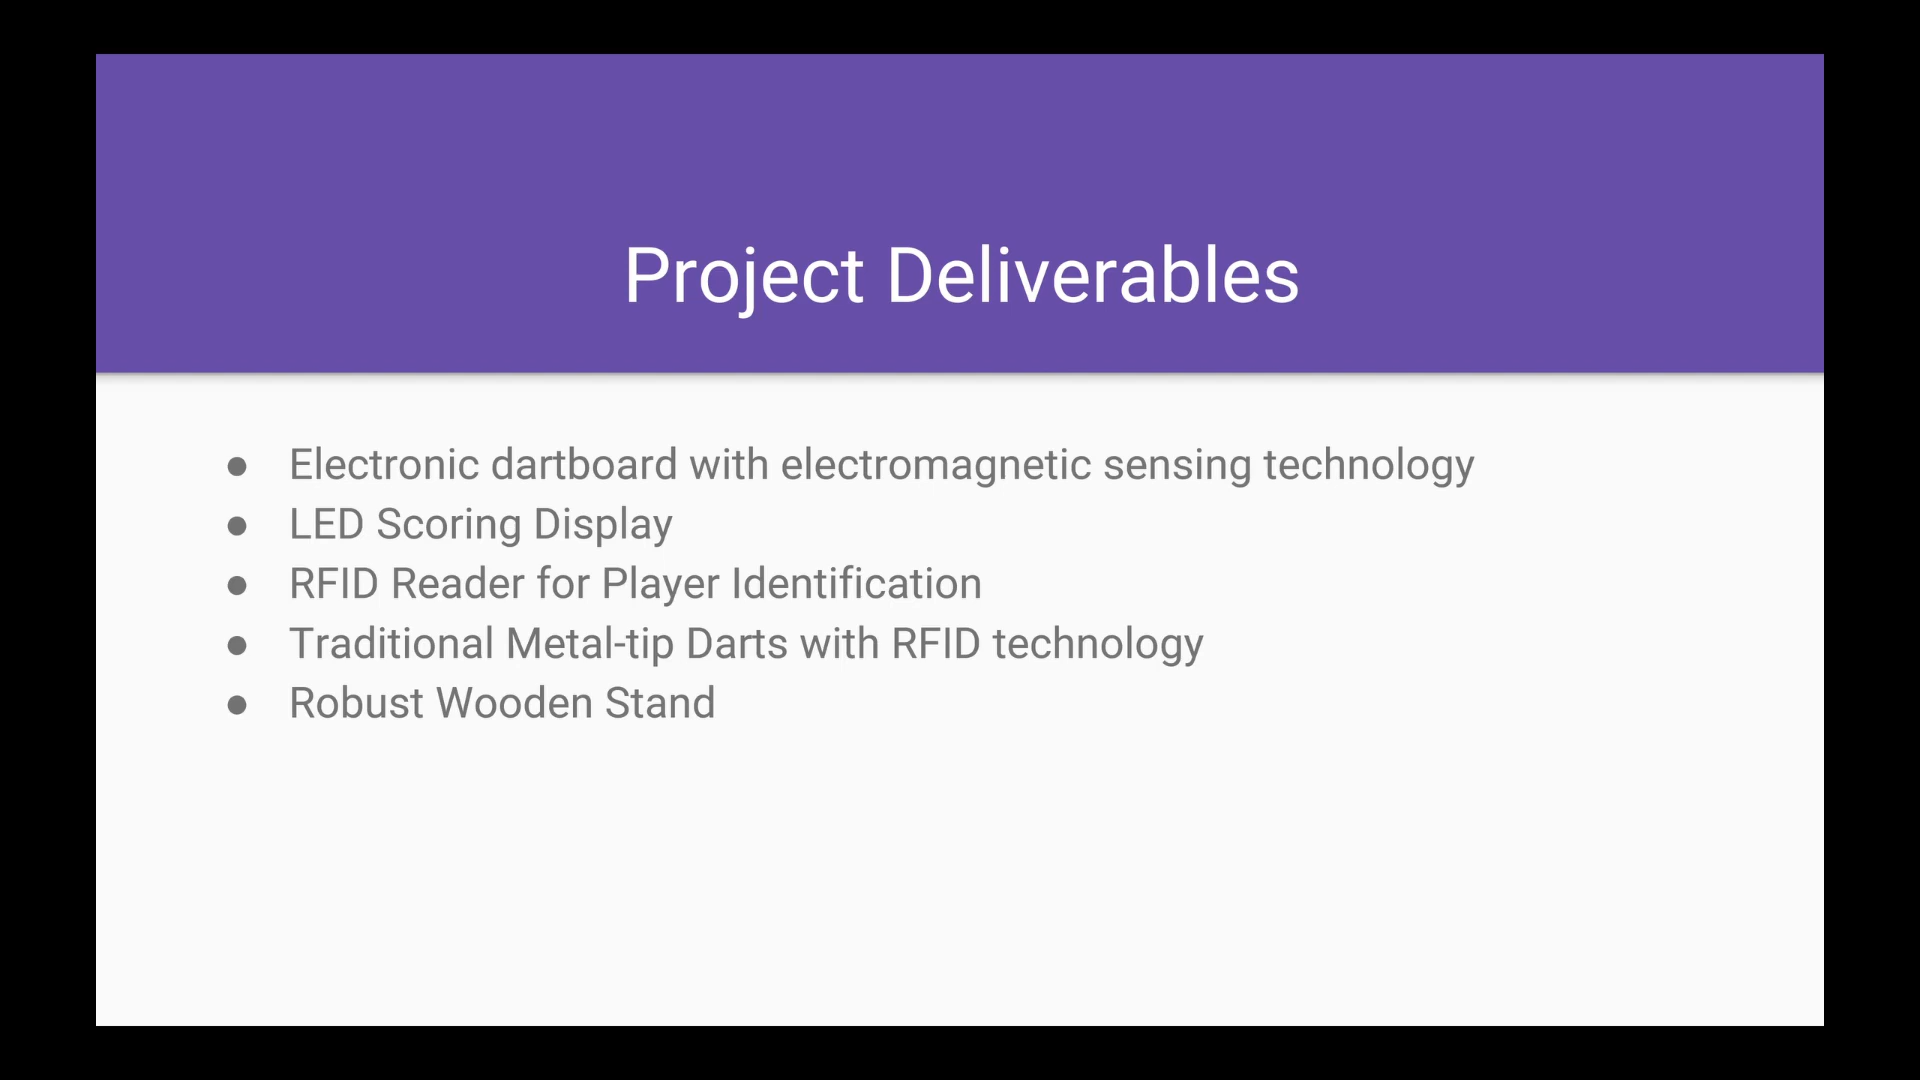 Project Deliverables
● Electronic dartboard with electromagnetic sensing technology
● LED Scoring Display
● RFID Reader for Player Identification
● Traditional Metal-tip Darts with RFID technology
● Robust Wooden Stand